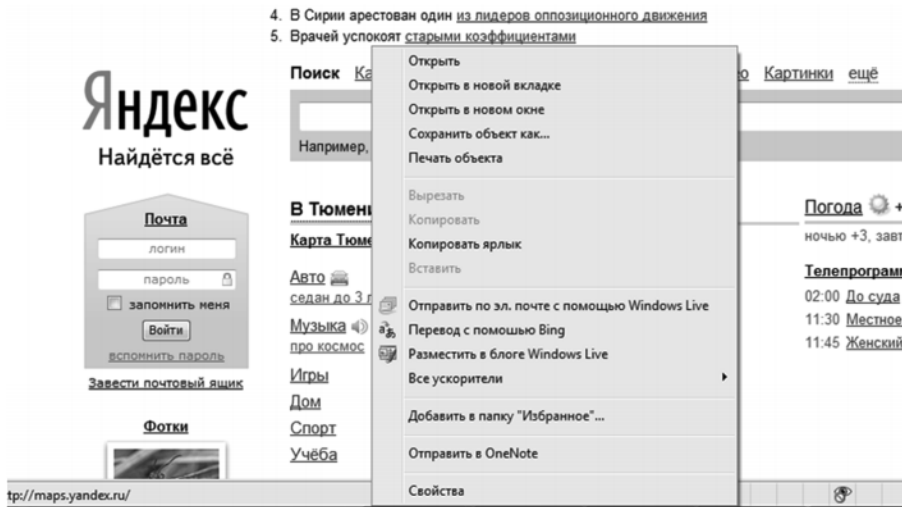 4. В Сирии арестован один из лидеров оппозиционного движения
5. Врачей успокоят старыми коэффициентами
Яндекс
Найдётся всё
Поиск
Картинки ещё
Например,
Почта
логин
пароль
запомнить меня
Войти
вспомнить пароль
Завести почтовый ящик
Фотки
В Тюмени
Карта
Авто
седан до 3
Музыка
про космос
Игры
Дом
Спорт
Учёба
Открыть
Открыть в новой вкладке
Открыть в новом окне
Сохранить объект как...
Печать объекта
Вырезать
Копировать
Копировать ярлык
Вставить
Отправить по эл. почте с помощью Windows Live
Перевод с помошью Bing
Разместить в блоге Windows Live
Все ускорители
Добавить в папку "Избранное"...
Отправить в OneNote
Свойства
Погода +
ночью +3,
Телепрограмм
02:00 До суда
11:30 Местное
11:45 Женский
tp://maps.yandex.ru/